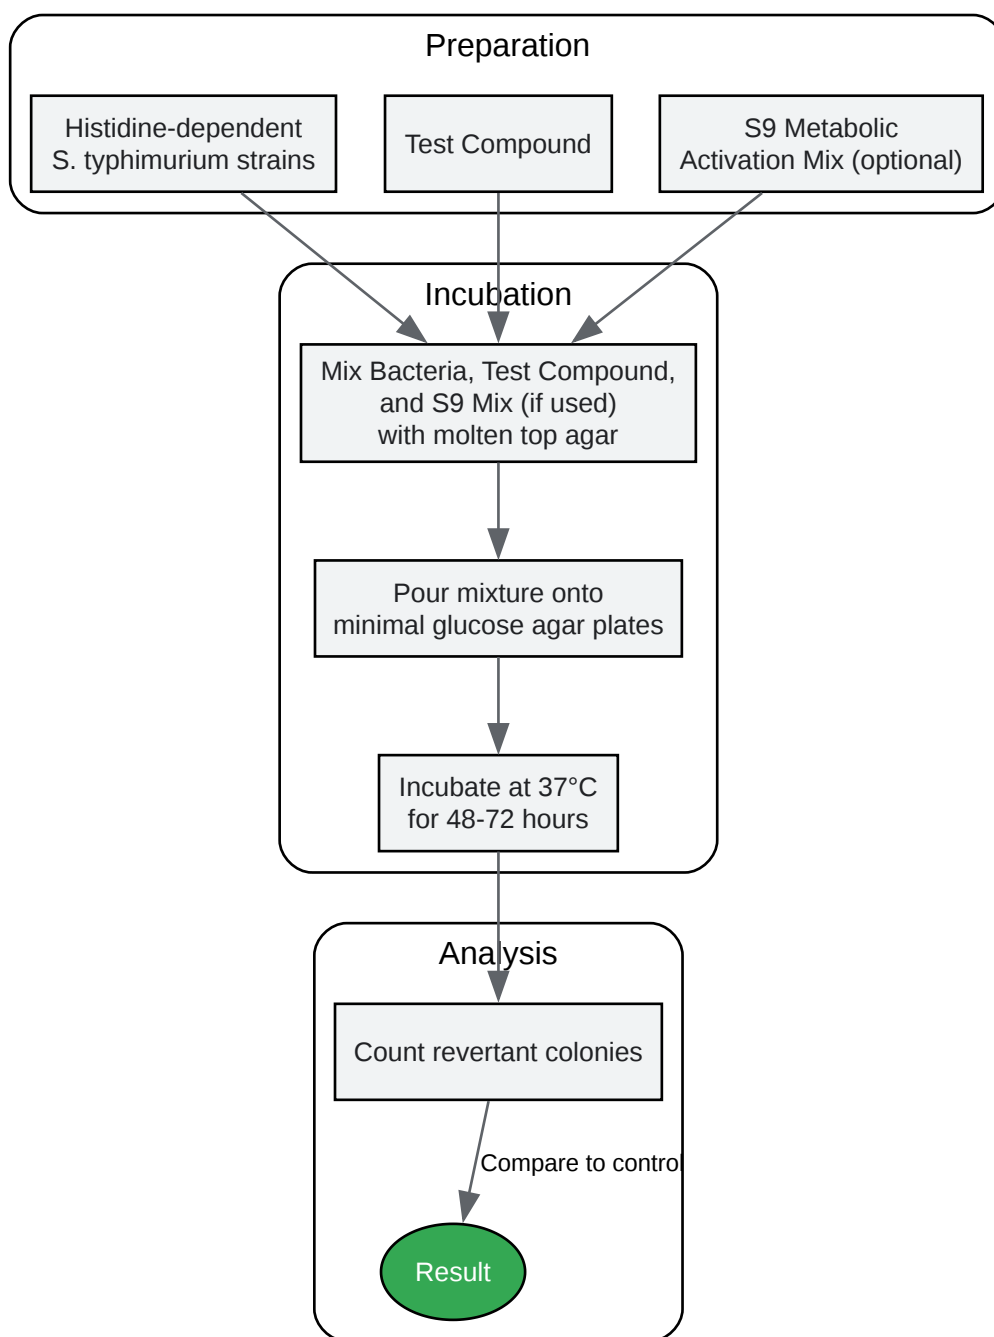 Preparation
Histidine-dependent
S. typhimurium strains
Test Compound
S9 Metabolic
Activation Mix (optional)
Incubation
Mix Bacteria, Test Compound,
and S9 Mix (if used)
with molten top agar
Pour mixture onto
minimal glucose agar plates
Incubate at 37°C
for 48-72 hours
Analysis
Count revertant colonies
Compare to control
Result